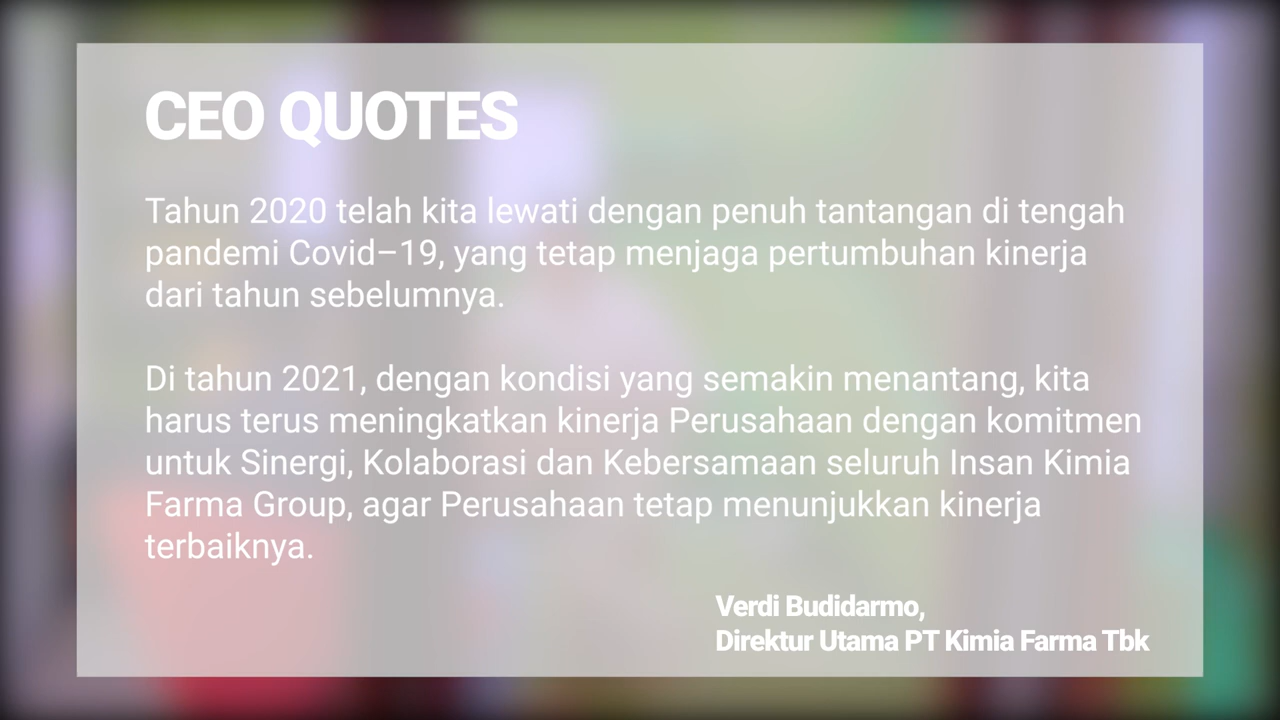 CEO QUOTES
Tahun 2020 telah kita lewati dengan penuh tantangan di tengah
pandemi Covid–19, yang tetap menjaga pertumbuhan kinerja
dari tahun sebelumnya.
Di tahun 2021, dengan kondisi yang semakin menantang, kita
harus terus meningkatkan kinerja Perusahaan dengan komitmen
untuk Sinergi, Kolaborasi dan Kebersamaan seluruh Insan Kimia
Farma Group, agar Perusahaan tetap menunjukkan kinerja
terbaiknya.
Verdi Budidarmo,
Direktur Utama PT Kimia Farma Tbk